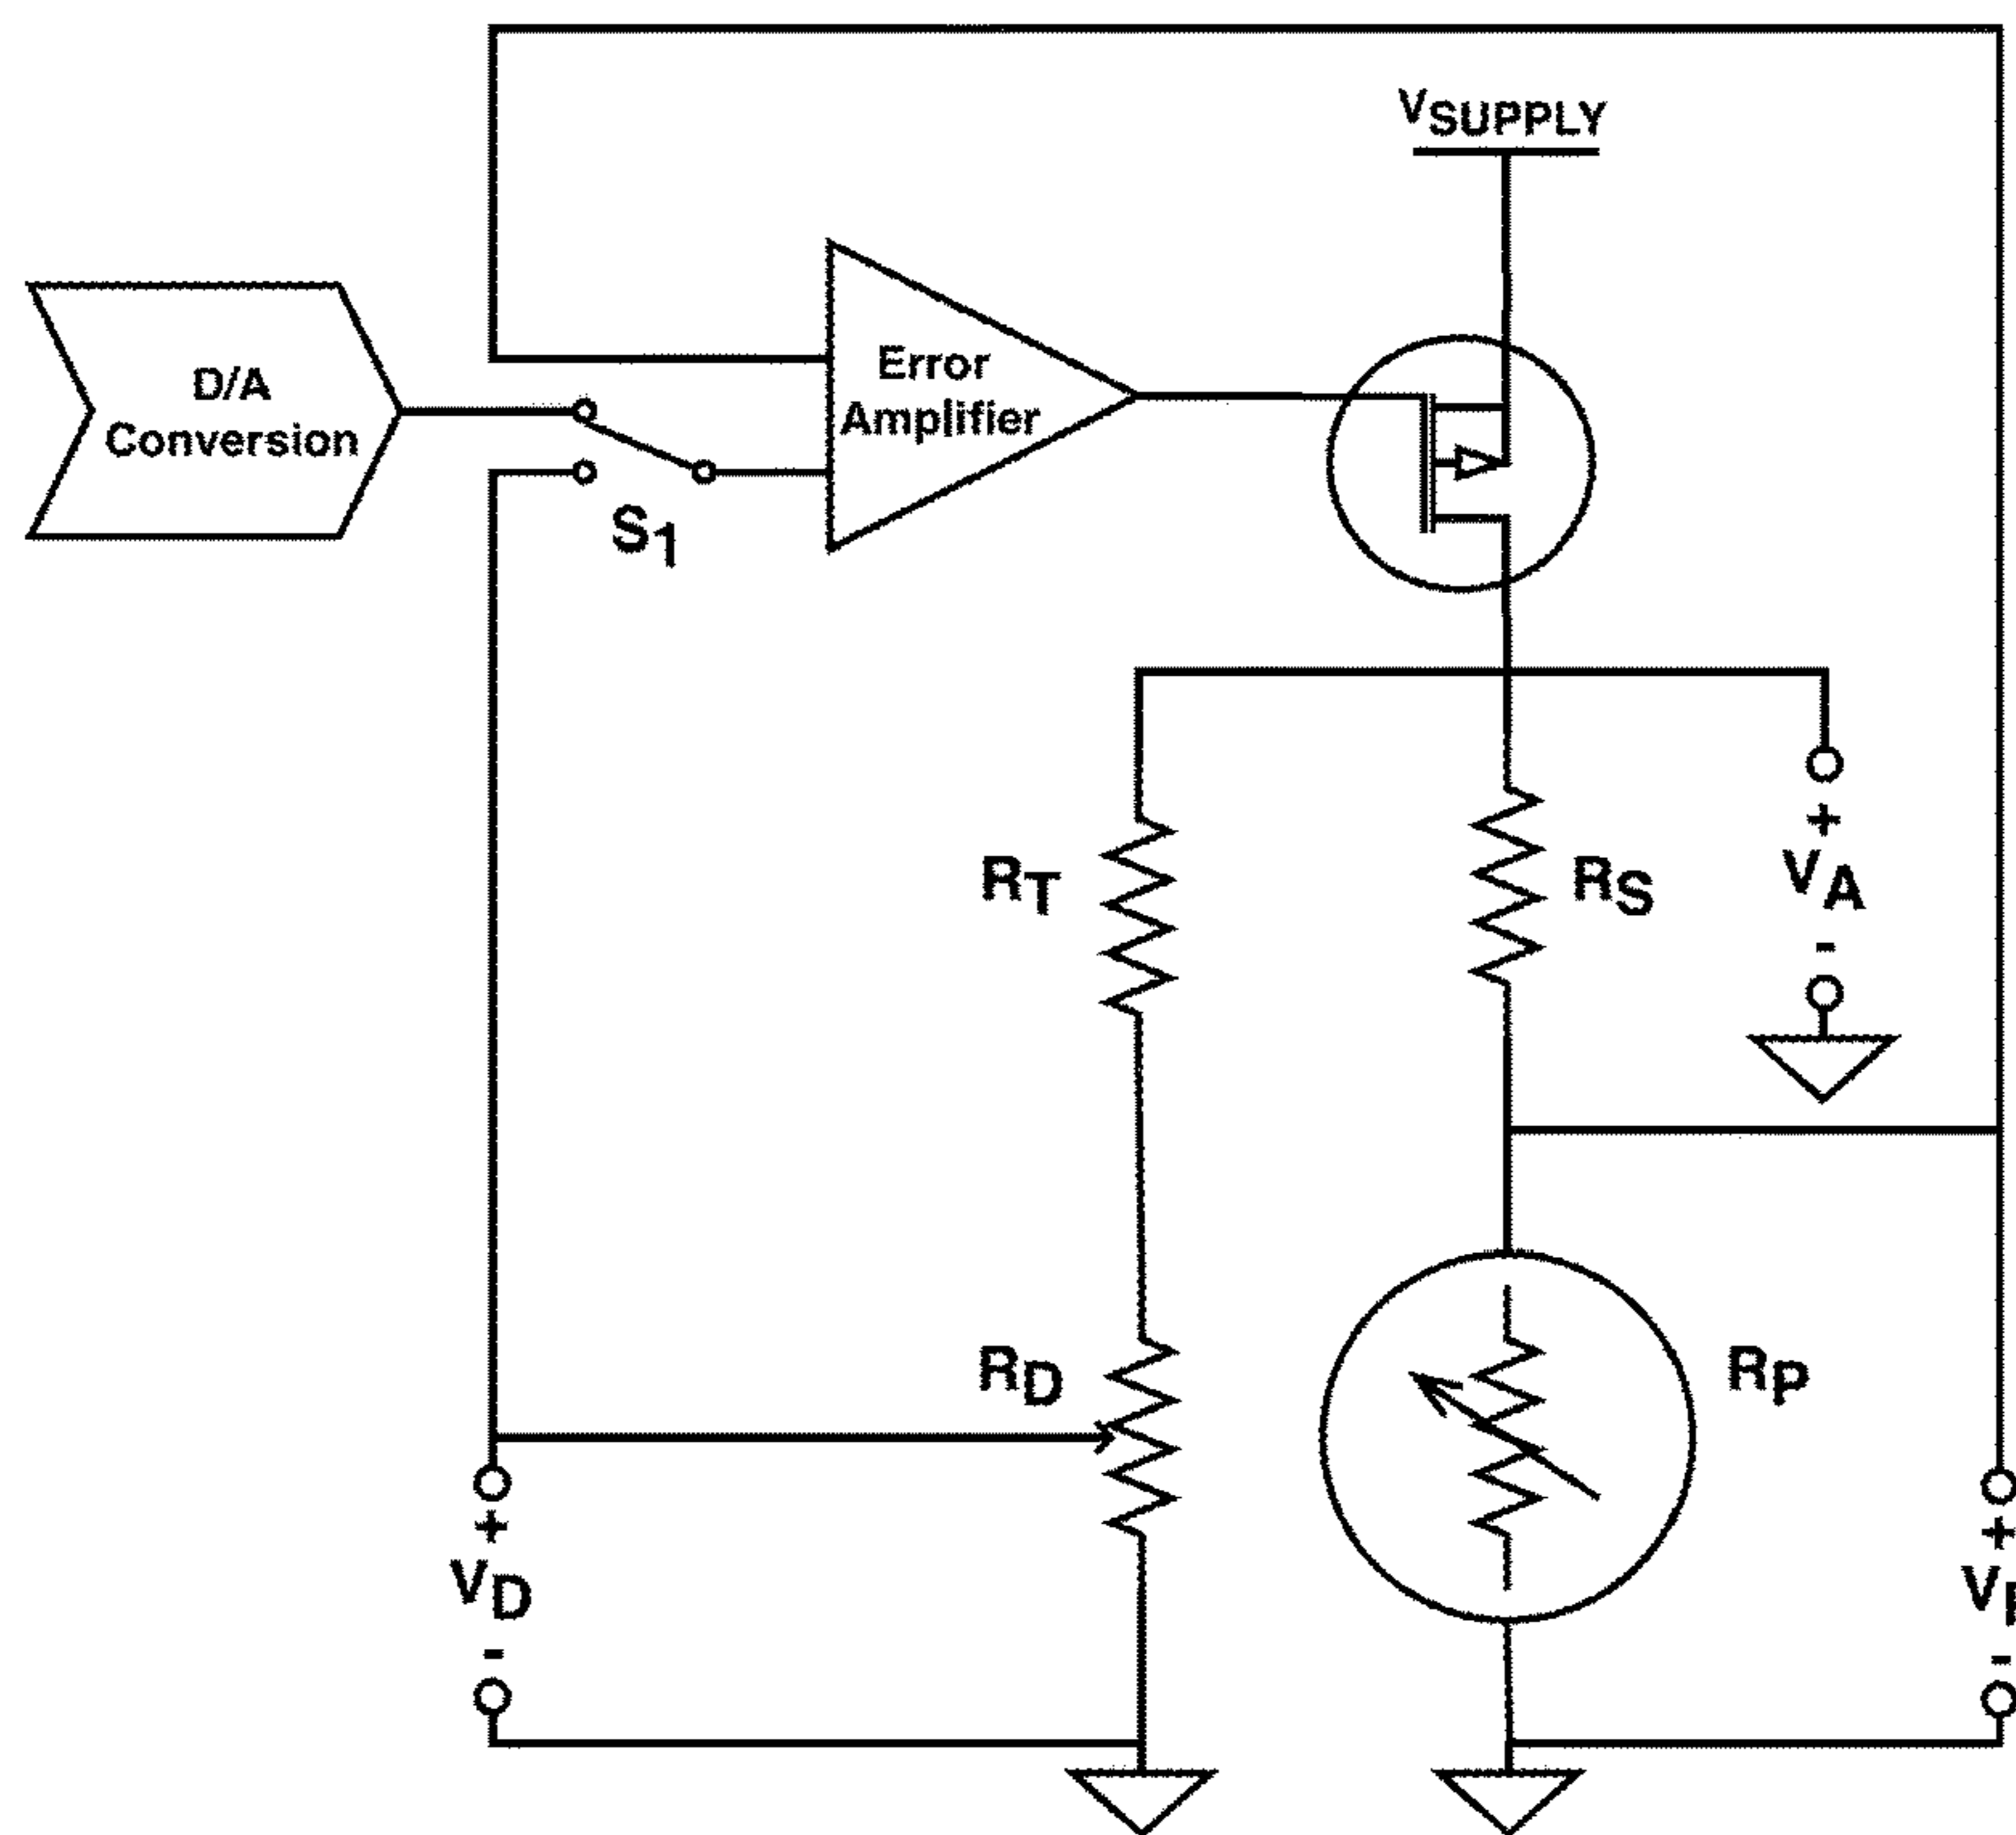 VSUPPLY
D/A
Conversion
Error
Amplifier
S1
RT
RS
+
VA
-
RD
RP
+
VD
-
+
V
-